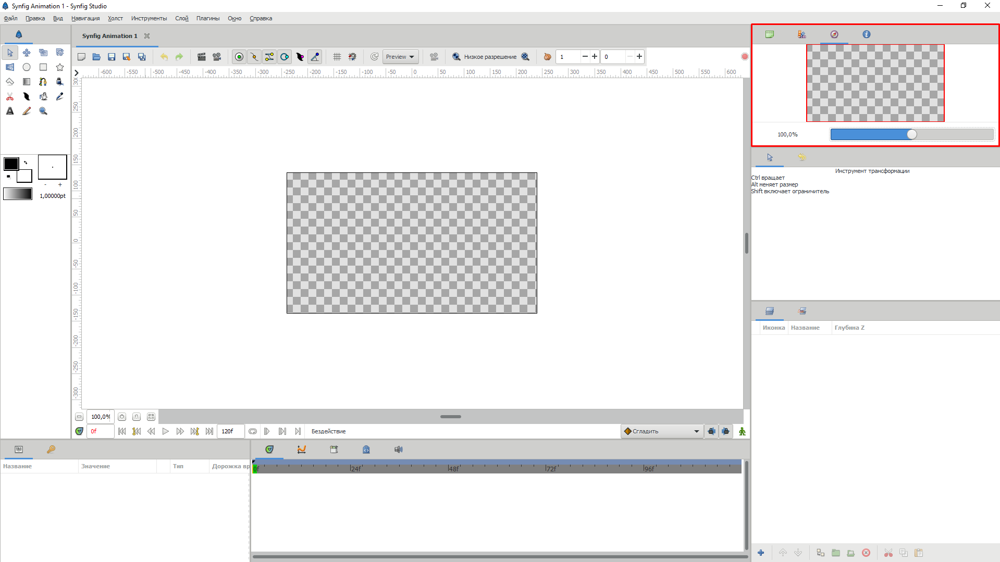 Synfig Animation 1 - Synfig Studio
Файл Правка Вид Навигация Холст Инструменты Слой Плагины Окно Справка
Synfig Animation 1
Preview Низкое разрешение 1 0
-600 -550 -500 -450 -400 -350 -300 -250 -200 -150 -100 -50 0 50 100 150 200 250 300 350 400 450 500 550 600
300
250
200
150
100
50
0
-50
-100
-150
-200
-250
-300
- +
1,00000pt
100,0%
Инструмент трансформации
Ctrl вращает
Alt меняет размер
Shift включает ограничитель
Иконка Название Глубина Z
100,0%
0f 120f Бездействие Сгладить
Название Значение Тип Дорожка вр
0f 24f 48f 72f 96f